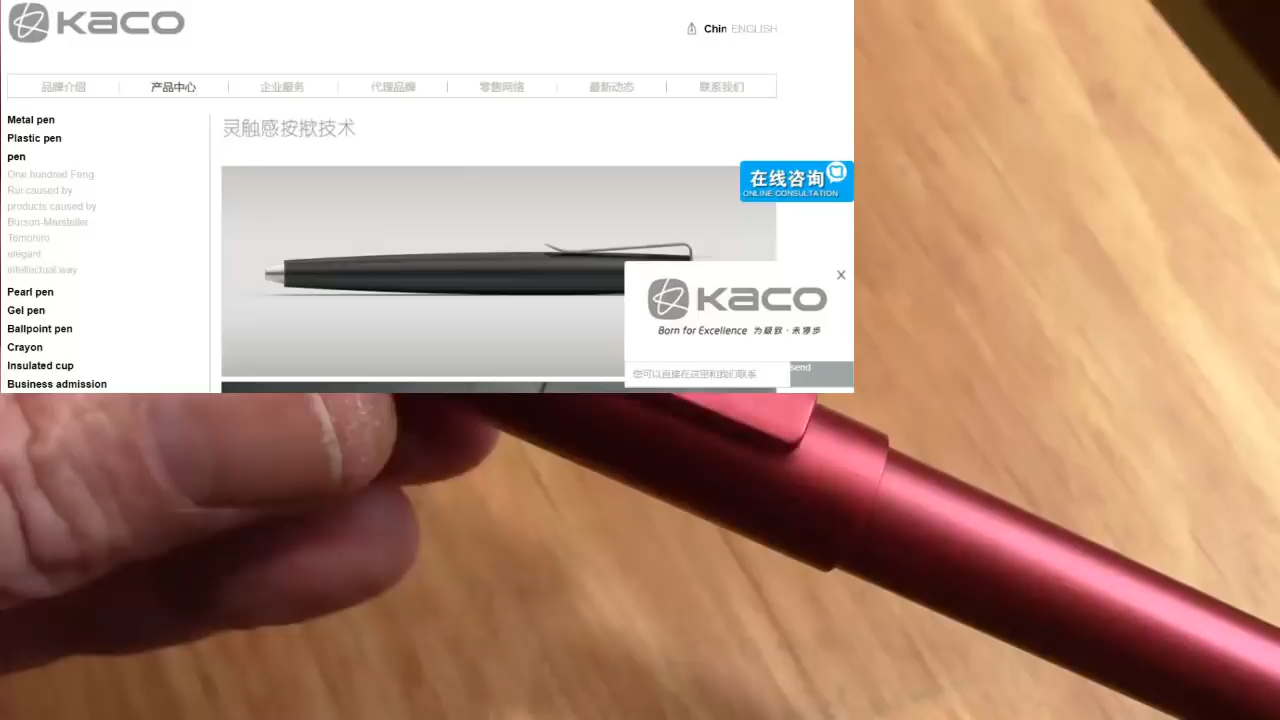 KACO
Chin ENGLISH
品牌介绍 产品中心 企业服务 代理品牌 零售网络 最新动态 联系我们
Metal pen
Plastic pen
pen
One hundred Feng
Rui caused by
products caused by
Burson-Marsteller
Tomohiro
elegant
intellectual way
Pearl pen
Gel pen
Ballpoint pen
Crayon
Insulated cup
Business admission
灵触感按揿技术
在线咨询
ONLINE CONSULTATION
x
KACO
Born for Excellence 为极致·未停步
您可以直接在这里和我们联系
send